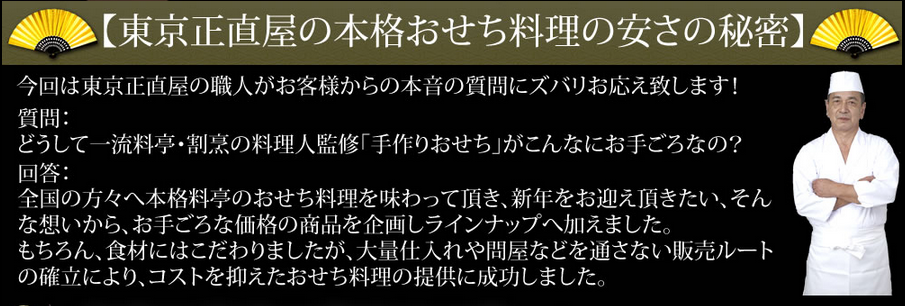 【東京正直屋の本格おせち料理の安さの秘密】
今回は東京正直屋の職人がお客様からの本音の質問にズバリお応え致します!
質問:
どうして一流料亭・割烹の料理人監修「手作りおせち」がこんなにお手ごろなの?
回答:
全国の方々へ本格料亭のおせち料理を味わって頂き、新年をお迎え頂きたい、そん
な想いから、お手ごろな価格の商品を企画しラインナップへ加えました。
もちろん、食材にはこだわりましたが、大量仕入れや問屋などを通さない販売ルート
の確立により、コストを抑えたおせち料理の提供に成功しました。